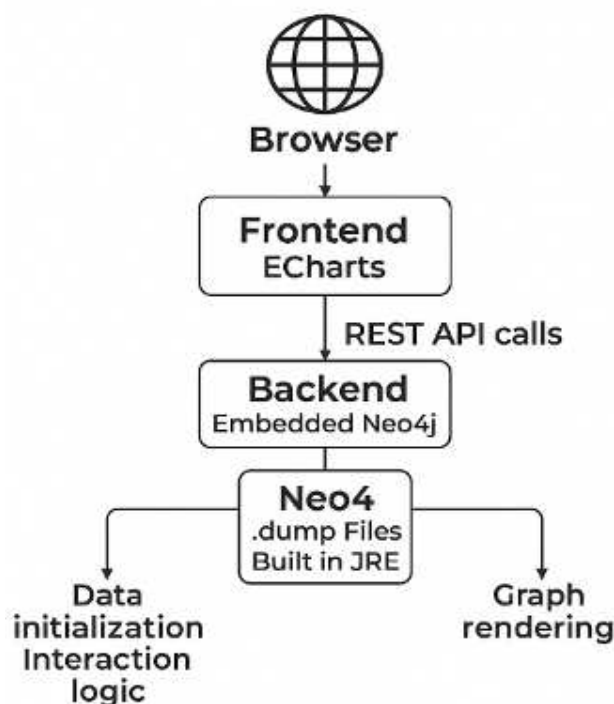 Browser
Frontend
ECharts
REST API calls
Backend
Embedded Neo4j
Neo4
.dump Files
Built in JRE
Data
initialization
Interaction
logic
Graph
rendering